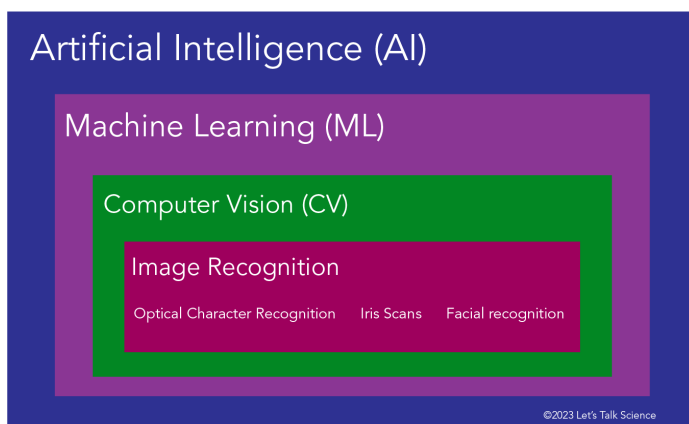 Artificial Intelligence (AI)
Machine Learning (ML)
Computer Vision (CV)
Image Recognition
Optical Character Recognition Iris Scans Facial recognition
©2023 Let's Talk Science